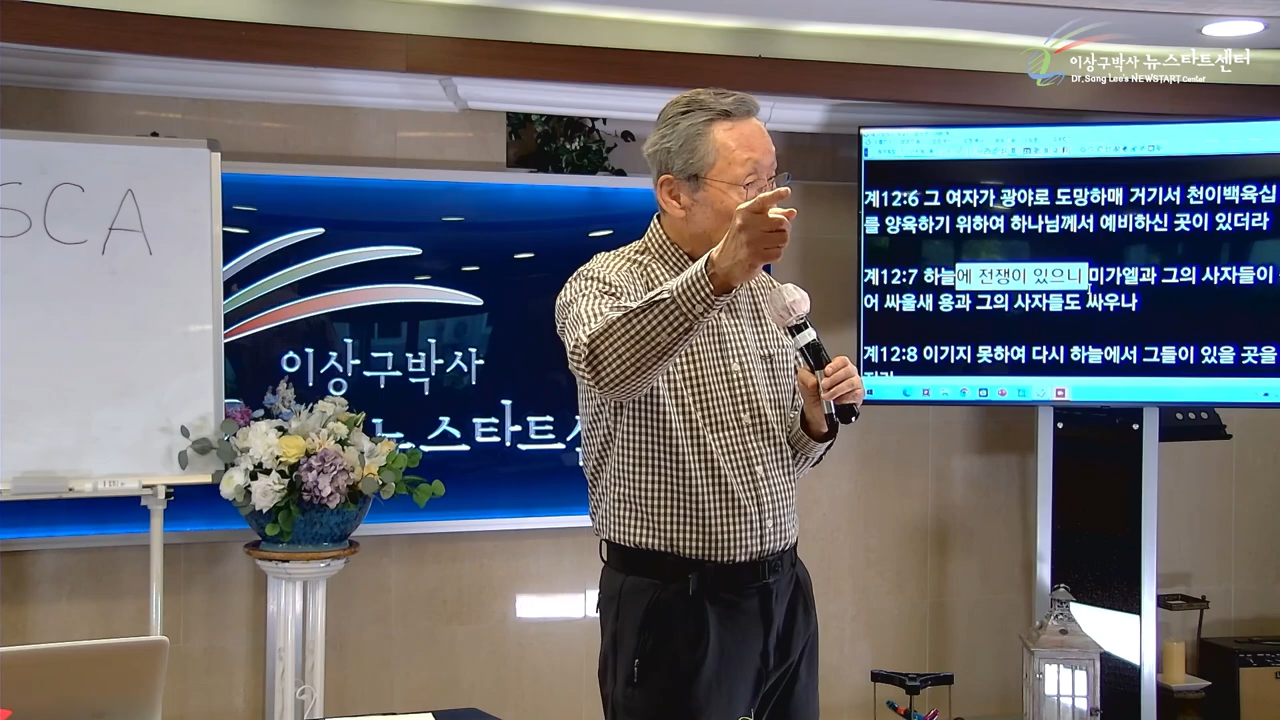 이상구박사 뉴스타트센터
Dr. Sang Lee's NEWSTART Center
SCA
이상구박사
뉴스타트센
계12:6 그 여자가 광야로 도망하매 거기서 천이백육십
를 양육하기 위하여 하나님께서 예비하신 곳이 있더라
계12:7 하늘에 전쟁이 있으니 미가엘과 그의 사자들이
어 싸울새 용과 그의 사자들도 싸우나
계12:8 이기지 못하여 다시 하늘에서 그들이 있을 곳을